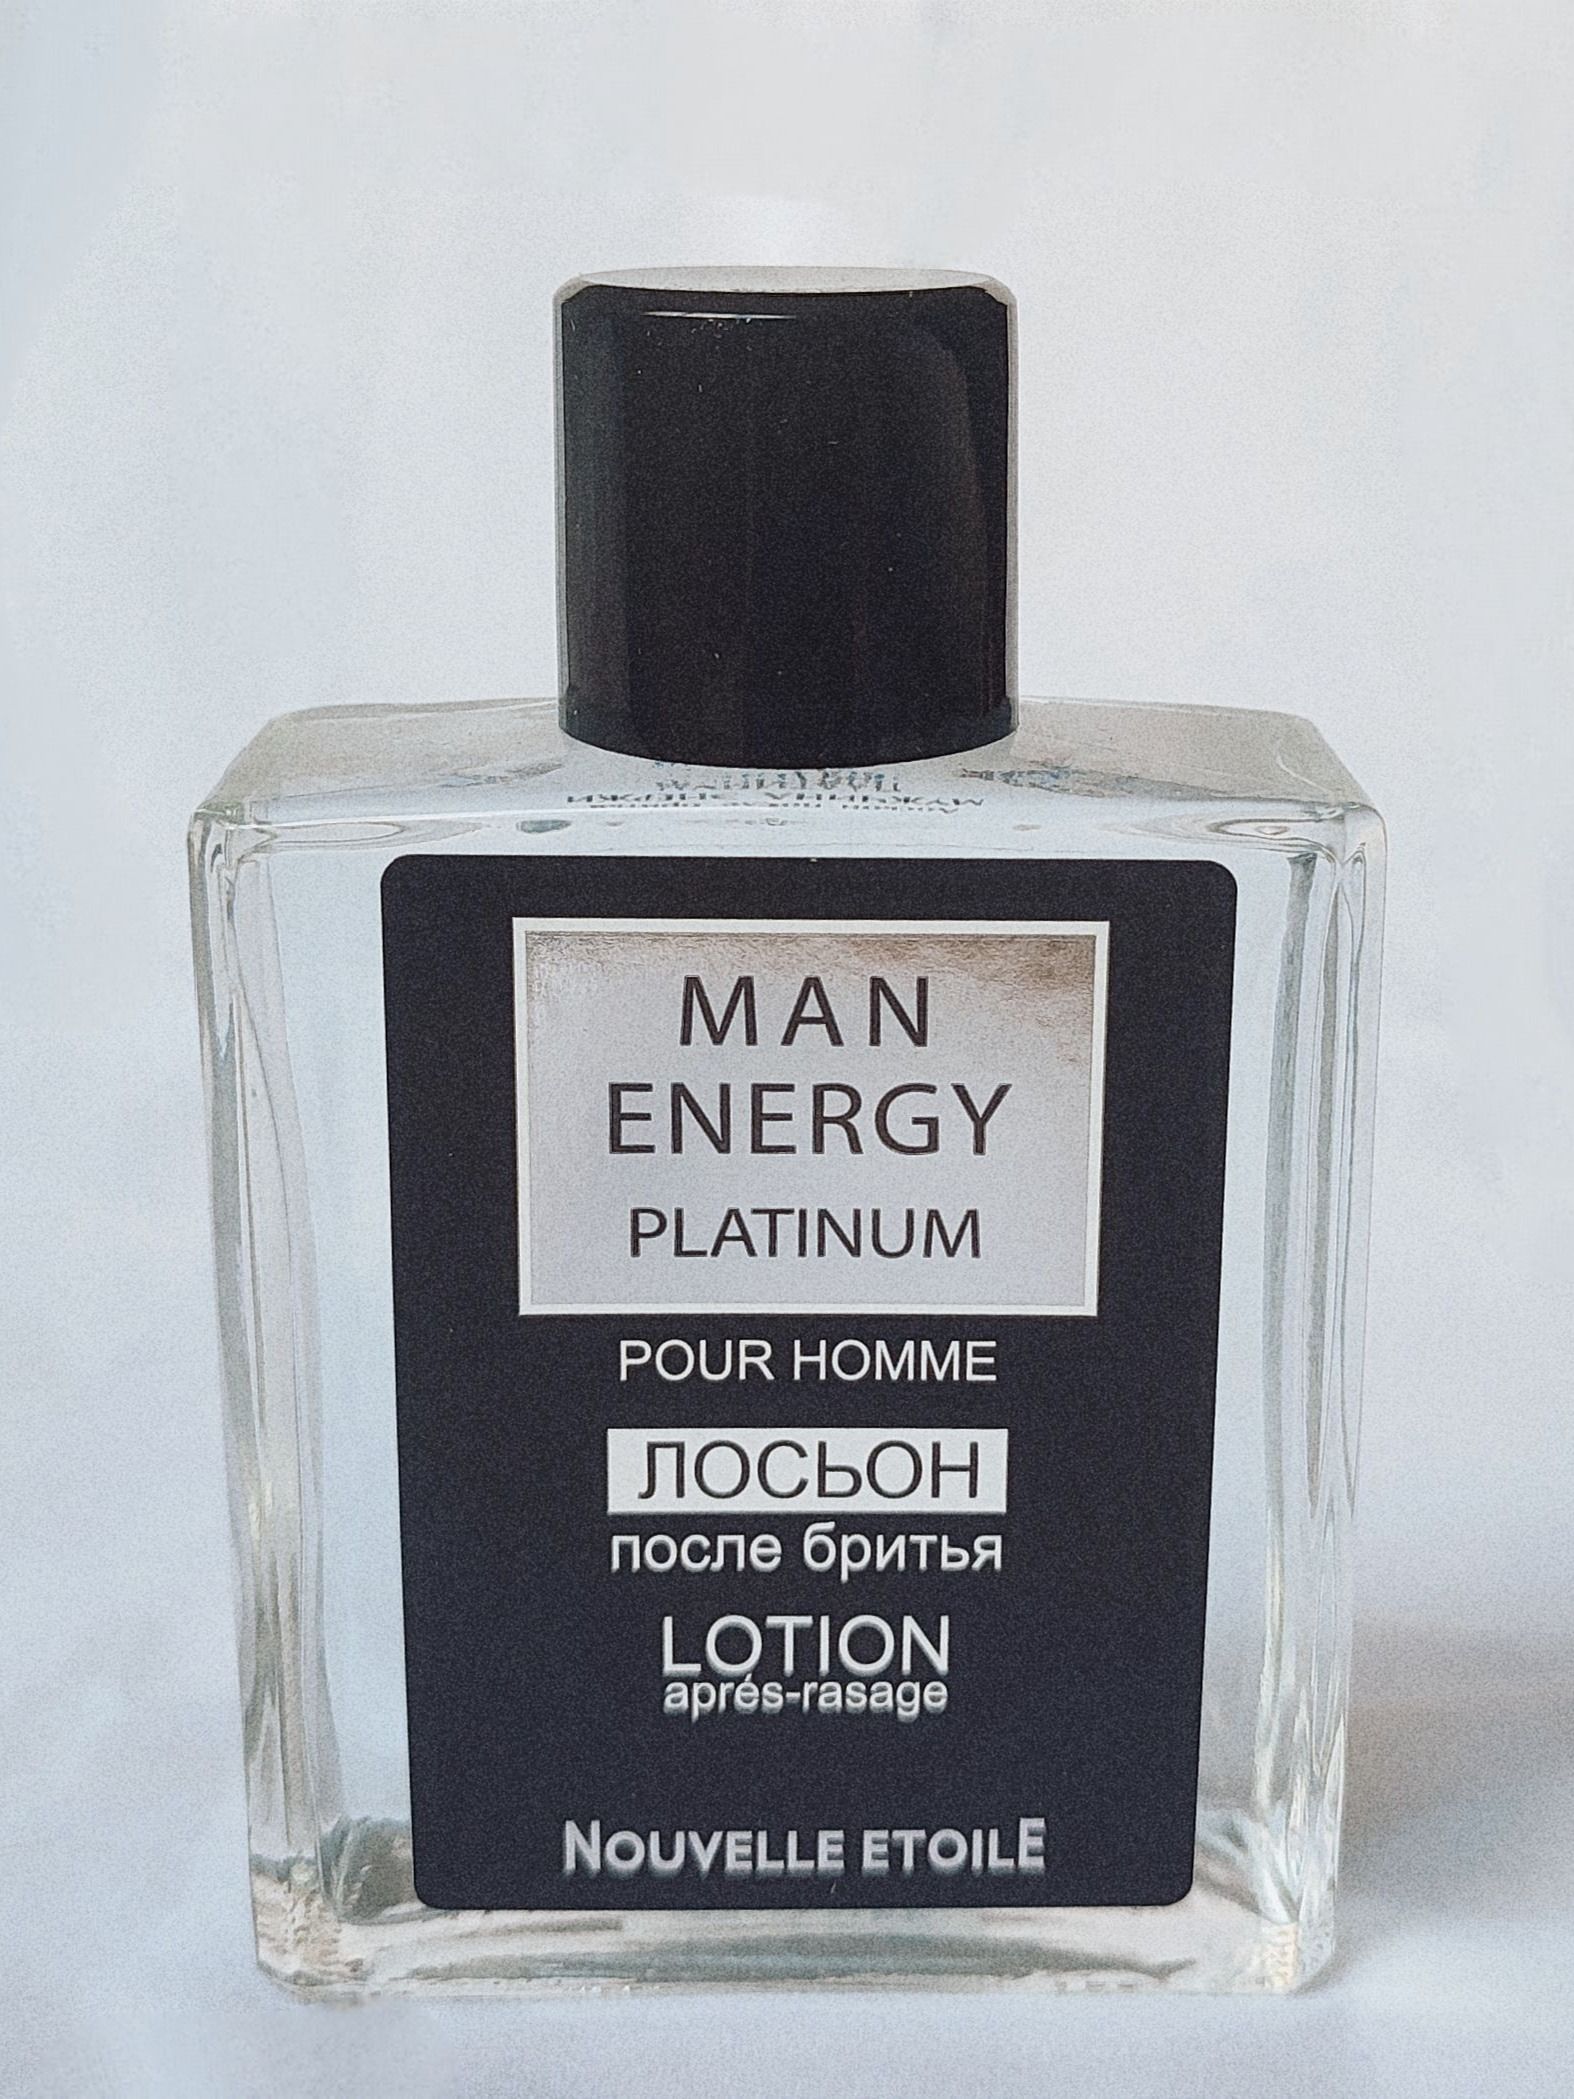 MAN
ENERGY
PLATINUM
POUR HOMME
ЛОСЬОН
после бритья
LOTION
aprés-rasage
NOUVELLE ETOILE